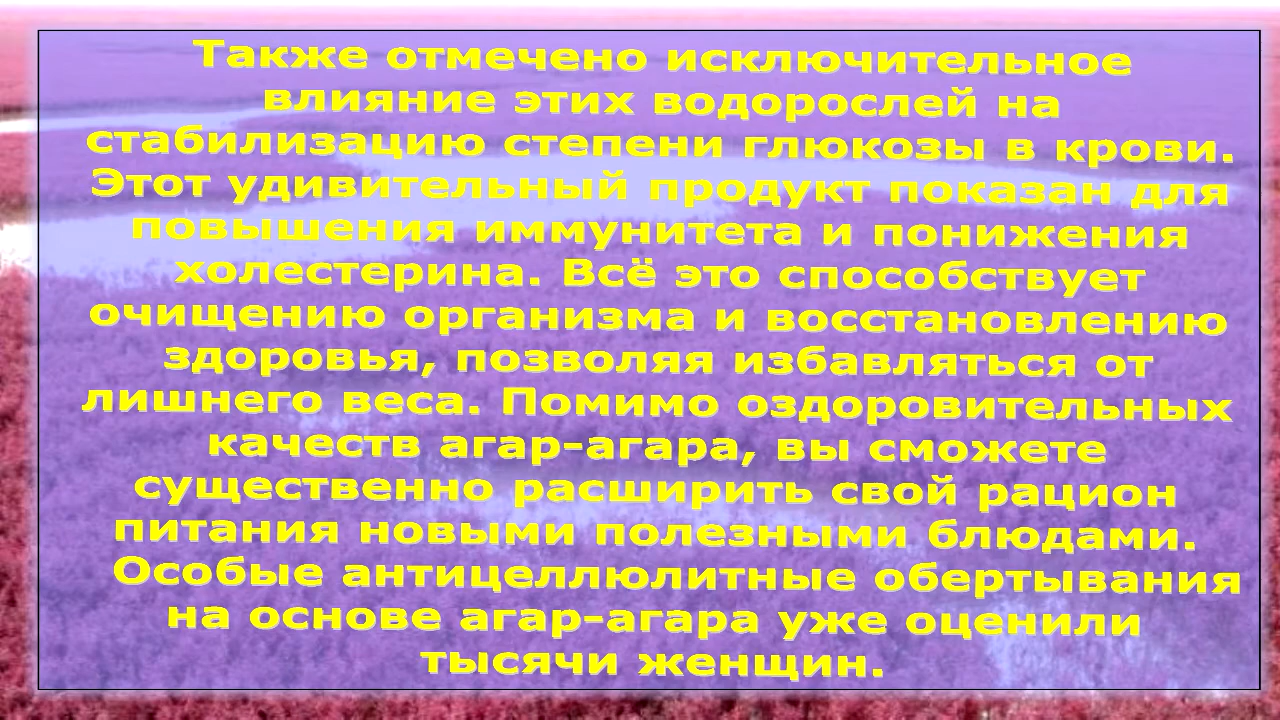 Также отмечено исключительное
влияние этих водорослей на
стабилизацию степени глюкозы в крови.
Этот удивительный продукт показан для
повышения иммунитета и понижения
холестерина. Всё это способствует
очищению организма и восстановлению
здоровья, позволяя избавляться от
лишнего веса. Помимо оздоровительных
качеств агар-агара, вы сможете
существенно расширить свой рацион
питания новыми полезными блюдами.
Особые антицеллюлитные обертывания
на основе агар-агара уже оценили
тысячи женщин.